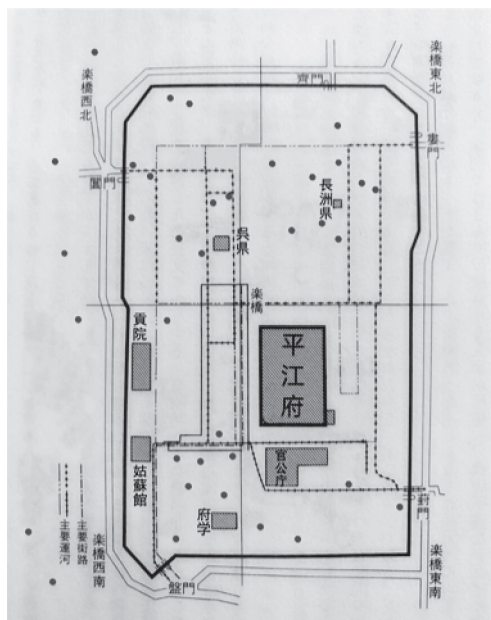 楽橋西北
齊門
楽橋東北
婁門
閶門
長洲県
呉県
楽橋
貢院
平江府
姑蘇館
官公庁
府学
葑門
主要街路
主要運河
楽橋西南
盤門
楽橋東南